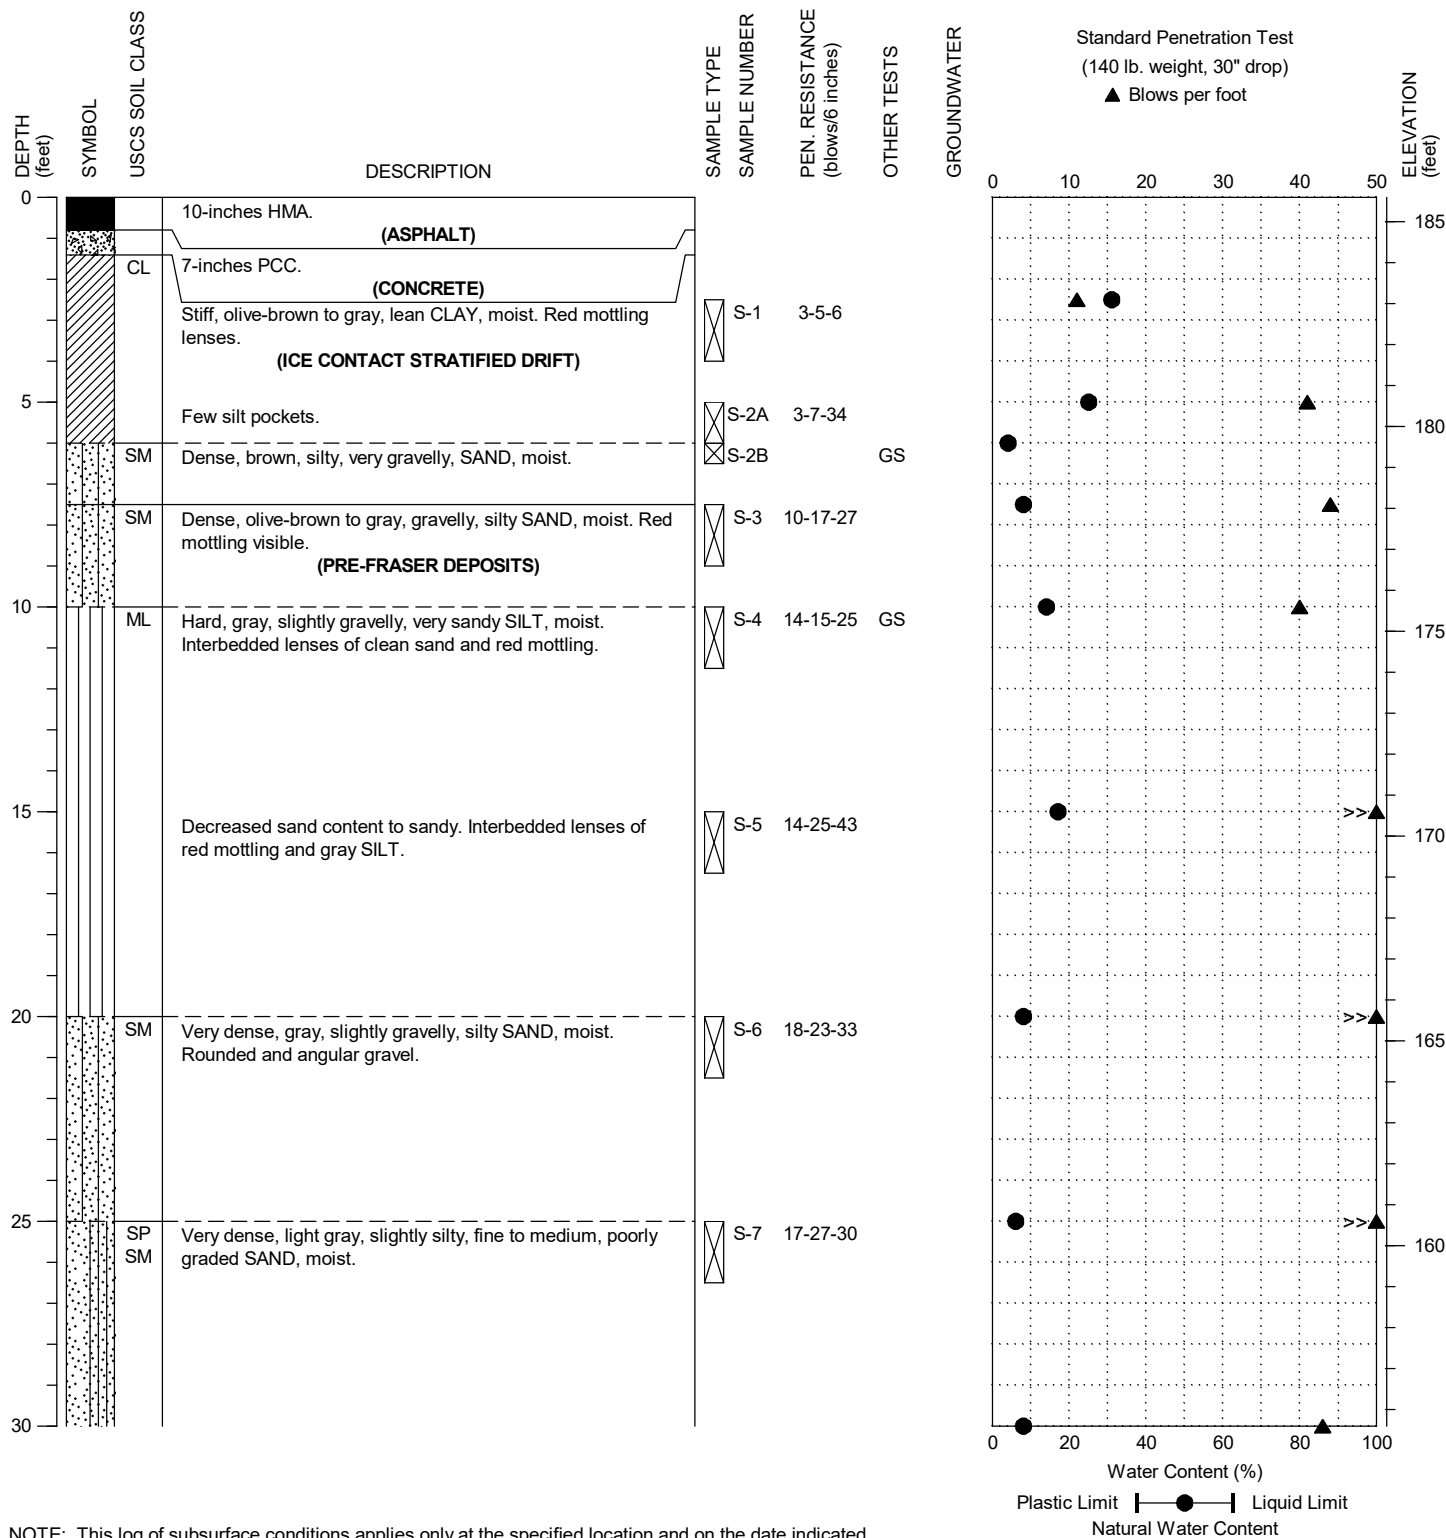 DEPTH
(feet)
SYMBOL
USCS SOIL CLASS
DESCRIPTION
SAMPLE TYPE
SAMPLE NUMBER
PEN. RESISTANCE
(blows/6 inches)
OTHER TESTS
GROUNDWATER
Standard Penetration Test
(140 lb. weight, 30" drop)
▲ Blows per foot
ELEVATION
(feet)
0 10 20 30 40 50
0
10-inches HMA.
(ASPHALT)
185
CL 7-inches PCC.
(CONCRETE)
Stiff, olive-brown to gray, lean CLAY, moist. Red mottling S-1 3-5-6
lenses.
(ICE CONTACT STRATIFIED DRIFT)
5
Few silt pockets. S-2A 3-7-34
180
SM Dense, brown, silty, very gravelly, SAND, moist. S-2B GS
SM Dense, olive-brown to gray, gravelly, silty SAND, moist. Red S-3 10-17-27
mottling visible.
(PRE-FRASER DEPOSITS)
10
ML Hard, gray, slightly gravelly, very sandy SILT, moist. S-4 14-15-25 GS
175
Interbedded lenses of clean sand and red mottling.
15
>>
Decreased sand content to sandy. Interbedded lenses of S-5 14-25-43
170
red mottling and gray SILT.
20
>>
SM Very dense, gray, slightly gravelly, silty SAND, moist. S-6 18-23-33
165
Rounded and angular gravel.
25
>>
SP Very dense, light gray, slightly silty, fine to medium, poorly S-7 17-27-30
160
SM graded SAND, moist.
30
0 20 40 60 80 100
Water Content (%)
Plastic Limit Liquid Limit
Natural Water Content
NOTE: This log of subsurface conditions applies only at the specified location and on the date indicated